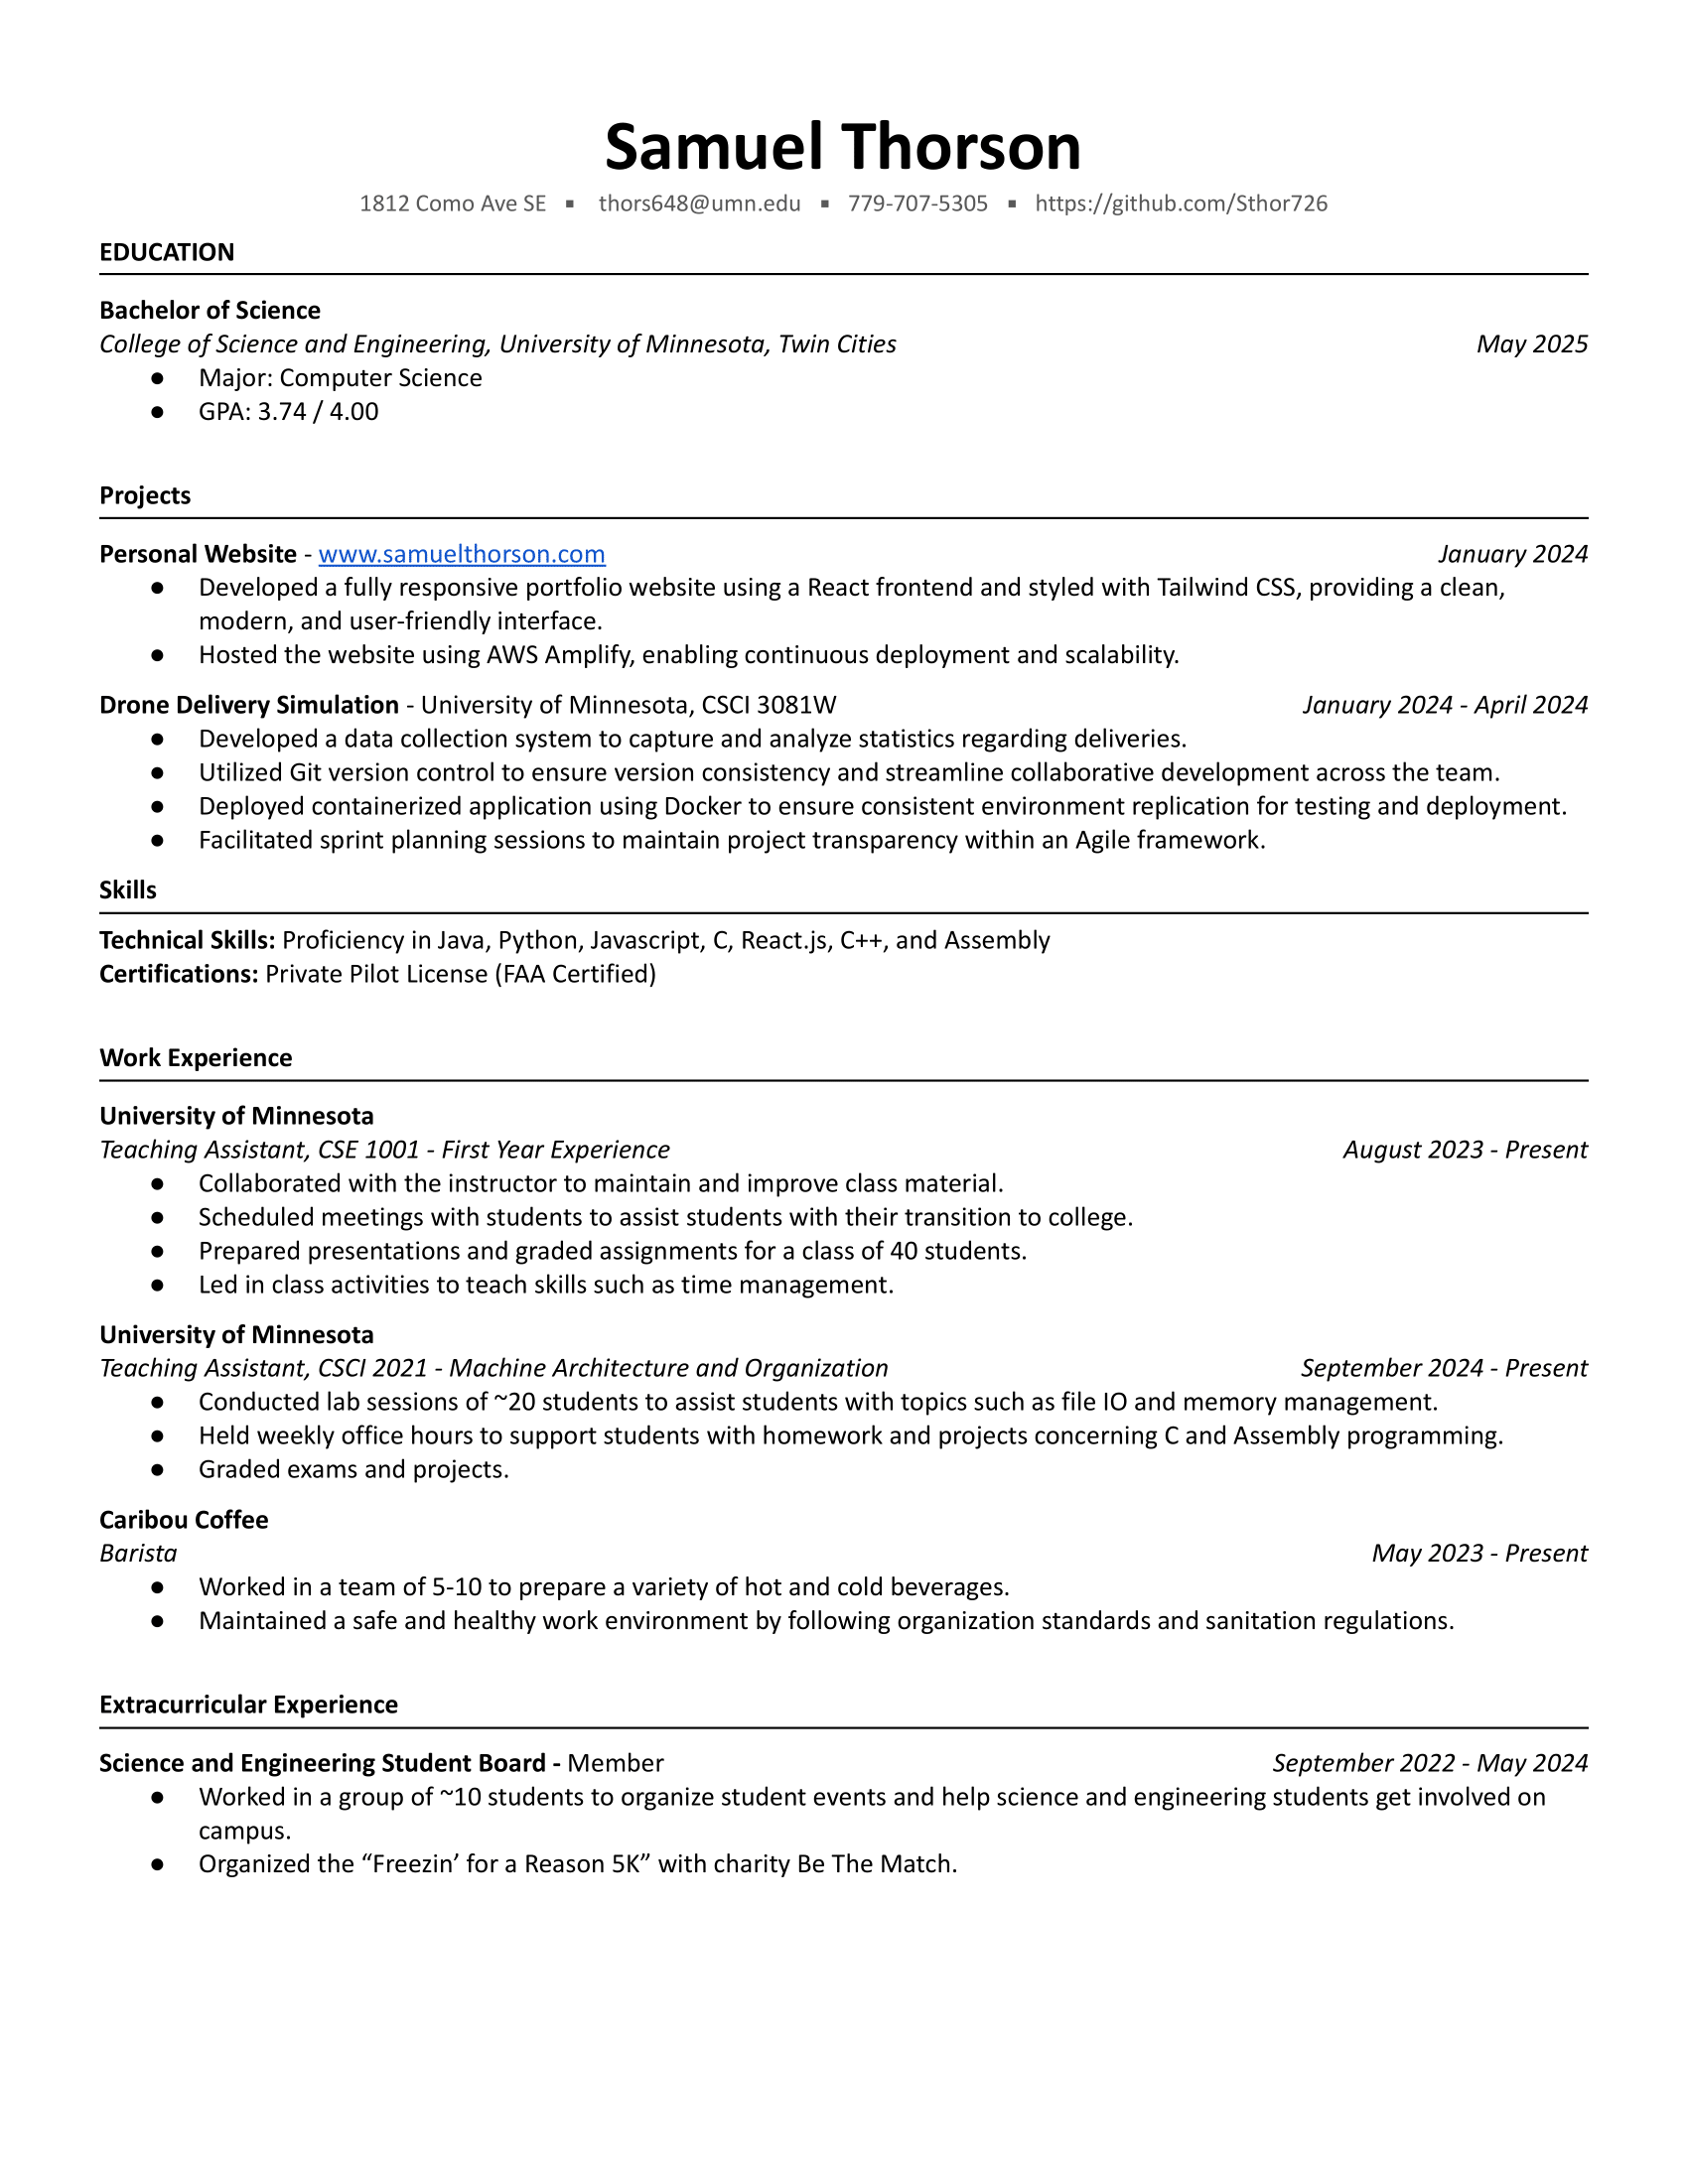 Samuel Thorson
1812 Como Ave SE ▪ thors648@umn.edu ▪ 779-707-5305 ▪ https://github.com/Sthor726
EDUCATION
Bachelor of Science
College of Science and Engineering, University of Minnesota, Twin Cities May 2025
● Major: Computer Science
● GPA: 3.74 / 4.00
Projects
Personal Website - www.samuelthorson.com January 2024
● Developed a fully responsive portfolio website using a React frontend and styled with Tailwind CSS, providing a clean,
modern, and user-friendly interface.
● Hosted the website using AWS Amplify, enabling continuous deployment and scalability.
Drone Delivery Simulation - University of Minnesota, CSCI 3081W January 2024 - April 2024
● Developed a data collection system to capture and analyze statistics regarding deliveries.
● Utilized Git version control to ensure version consistency and streamline collaborative development across the team.
● Deployed containerized application using Docker to ensure consistent environment replication for testing and deployment.
● Facilitated sprint planning sessions to maintain project transparency within an Agile framework.
Skills
Technical Skills: Proficiency in Java, Python, Javascript, C, React.js, C++, and Assembly
Certifications: Private Pilot License (FAA Certified)
Work Experience
University of Minnesota
Teaching Assistant, CSE 1001 - First Year Experience August 2023 - Present
● Collaborated with the instructor to maintain and improve class material.
● Scheduled meetings with students to assist students with their transition to college.
● Prepared presentations and graded assignments for a class of 40 students.
● Led in class activities to teach skills such as time management.
University of Minnesota
Teaching Assistant, CSCI 2021 - Machine Architecture and Organization September 2024 - Present
● Conducted lab sessions of ~20 students to assist students with topics such as file IO and memory management.
● Held weekly office hours to support students with homework and projects concerning C and Assembly programming.
● Graded exams and projects.
Caribou Coffee
Barista May 2023 - Present
● Worked in a team of 5-10 to prepare a variety of hot and cold beverages.
● Maintained a safe and healthy work environment by following organization standards and sanitation regulations.
Extracurricular Experience
Science and Engineering Student Board - Member September 2022 - May 2024
● Worked in a group of ~10 students to organize student events and help science and engineering students get involved on
campus.
● Organized the “Freezin’ for a Reason 5K” with charity Be The Match.